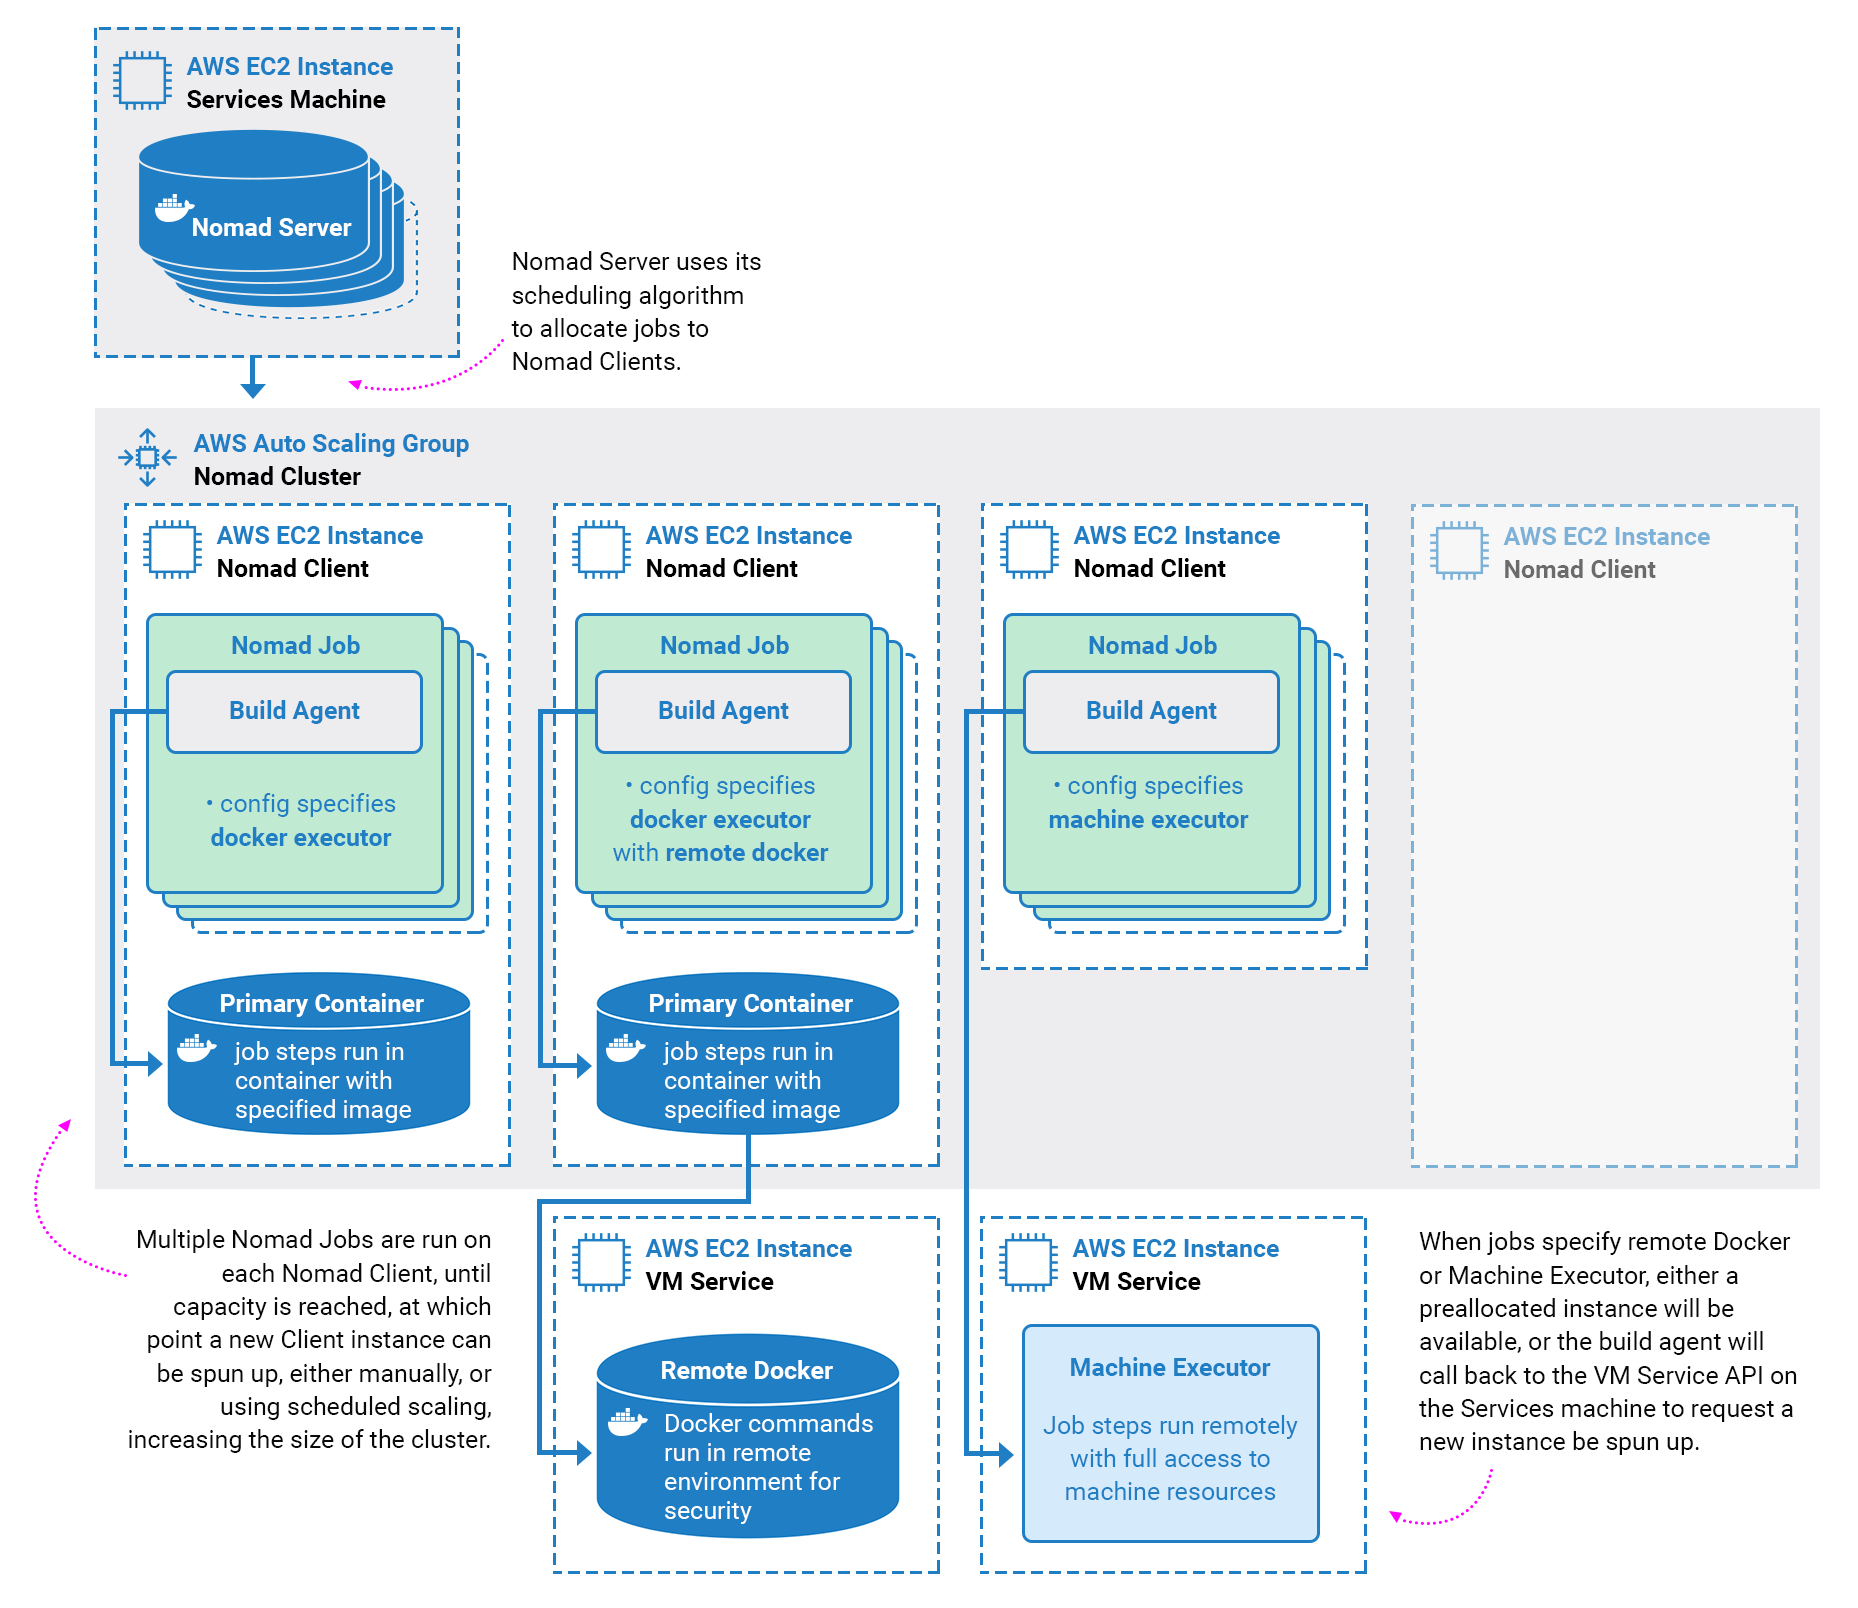 AWS EC2 Instance
Services Machine
Nomad Server
Nomad Server uses its
scheduling algorithm
to allocate jobs to
Nomad Clients.
AWS Auto Scaling Group
Nomad Cluster
AWS EC2 Instance
Nomad Client
Nomad Job
Build Agent
• config specifies
docker executor
Primary Container
job steps run in
container with
specified image
AWS EC2 Instance
Nomad Client
Nomad Job
Build Agent
• config specifies
docker executor
with remote docker
Primary Container
job steps run in
container with
specified image
AWS EC2 Instance
Nomad Client
Nomad Job
Build Agent
• config specifies
machine executor
AWS EC2 Instance
Nomad Client
Multiple Nomad Jobs are run on
each Nomad Client, until
capacity is reached, at which
point a new Client instance can
be spun up, either manually, or
using scheduled scaling,
increasing the size of the cluster.
AWS EC2 Instance
VM Service
Remote Docker
Docker commands
run in remote
environment for
security
AWS EC2 Instance
VM Service
Machine Executor
Job steps run remotely
with full access to
machine resources
When jobs specify remote Docker
or Machine Executor, either a
preallocated instance will be
available, or the build agent will
call back to the VM Service API on
the Services machine to request a
new instance be spun up.